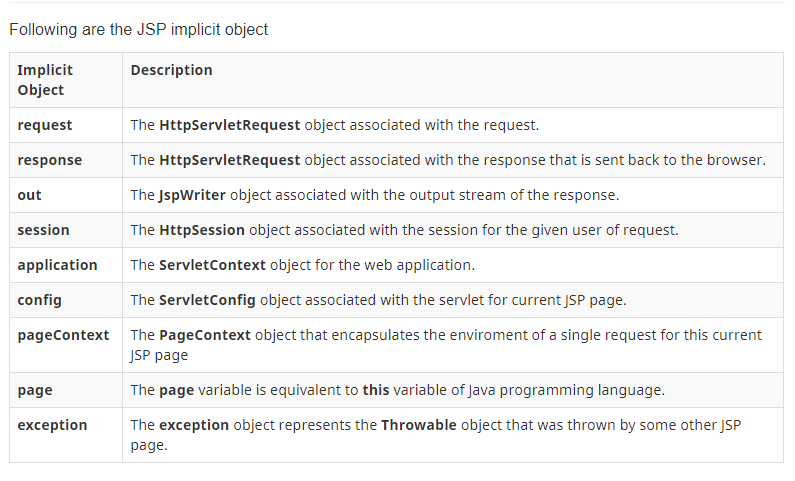 Following are the JSP implicit object
Implicit Object Description
request The HttpServletRequest object associated with the request.
response The HttpServletRequest object associated with the response that is sent back to the browser.
out The JspWriter object associated with the output stream of the response.
session The HttpSession object associated with the session for the given user of request.
application The ServletContext object for the web application.
config The ServletConfig object associated with the servlet for current JSP page.
pageContext The PageContext object that encapsulates the enviroment of a single request for this current
JSP page
page The page variable is equivalent to this variable of Java programming language.
exception The exception object represents the Throwable object that was thrown by some other JSP
page.